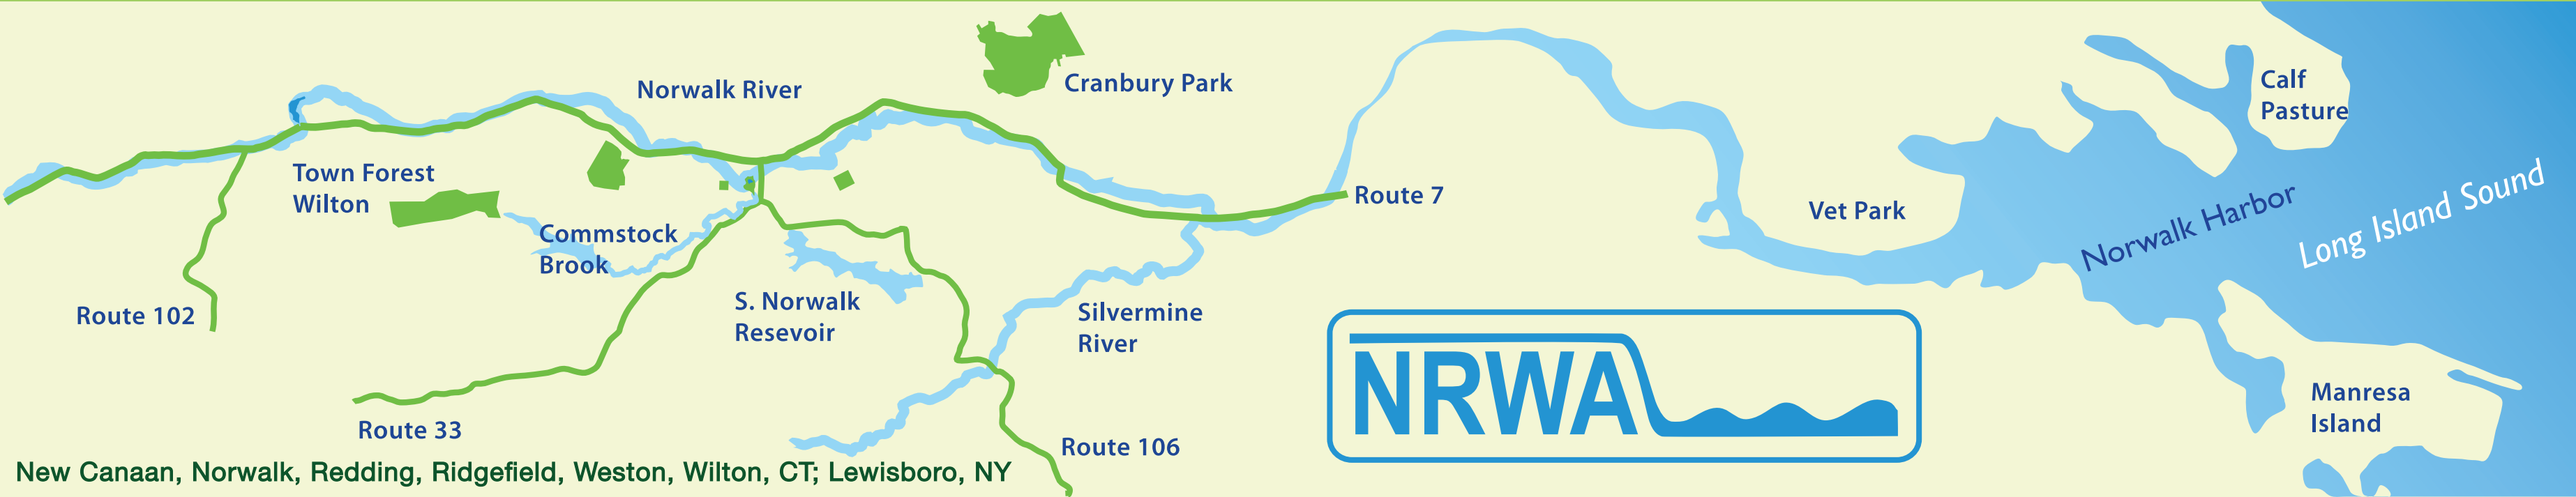 Norwalk River
Cranbury Park
Calf
Pasture
Town Forest
Wilton
Route 7
Vet Park
Norwalk Harbor
Long Island Sound
Commstock
Brook
Route 102
S. Norwalk
Resevoir
Silvermine
River
NRWA
Manresa
Island
Route 33
Route 106
New Canaan, Norwalk, Redding, Ridgefield, Weston, Wilton, CT; Lewisboro, NY